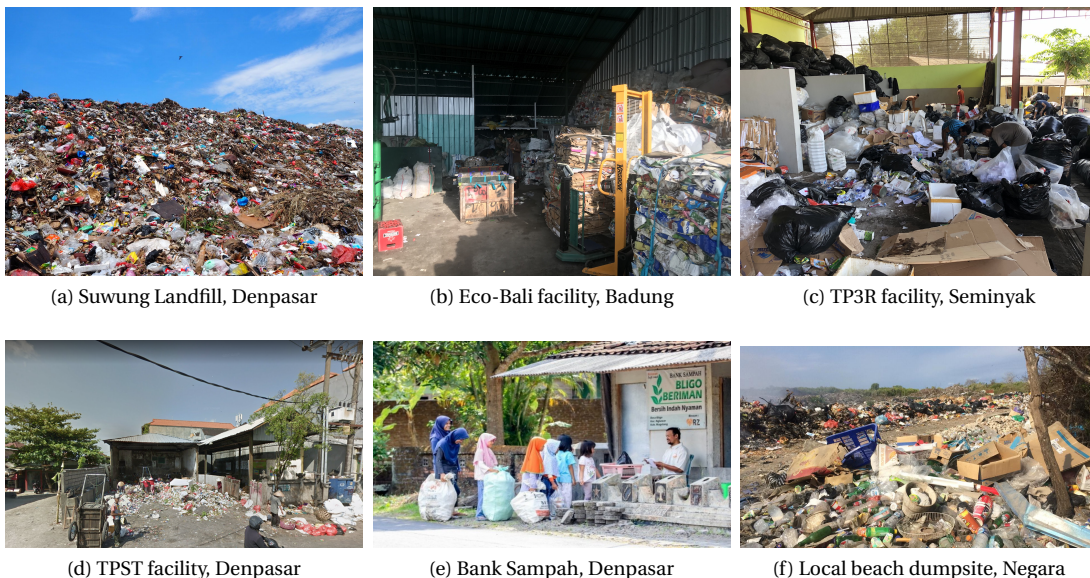 (a) Suwung Landfill, Denpasar
(b) Eco-Bali facility, Badung
(c) TP3R facility, Seminyak
BANK SAMPAH
BLIGO
BERIMAN
Bersih Indah Nyaman
RZ
(d) TPST facility, Denpasar
(e) Bank Sampah, Denpasar
(f) Local beach dumpsite, Negara